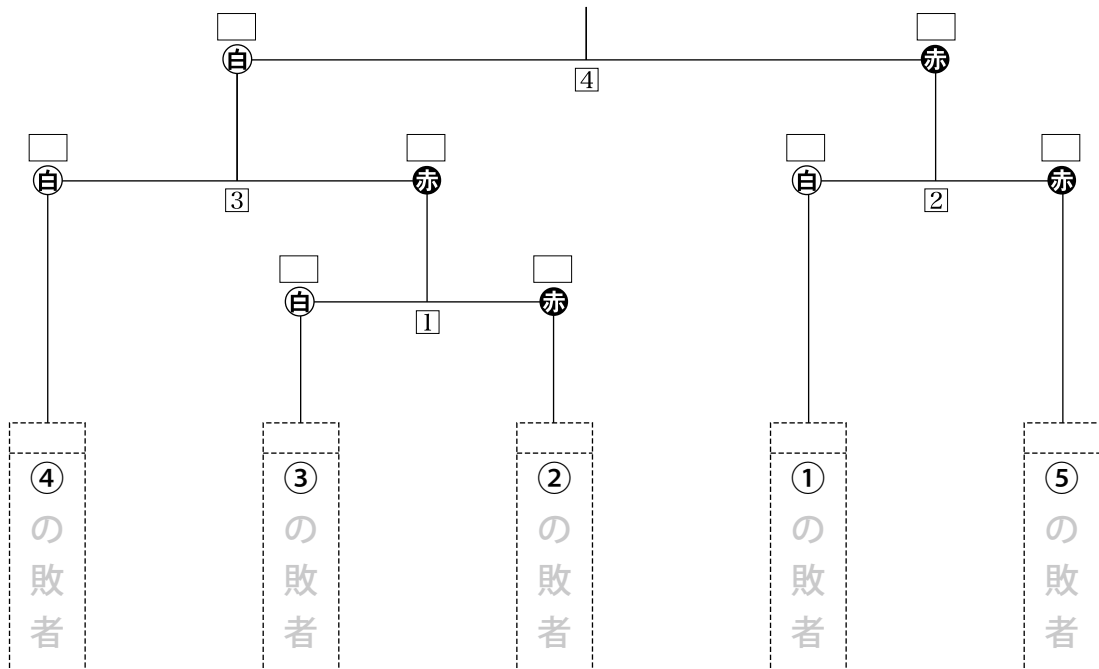 白 赤
4
白 赤 白 赤
3 2
白 赤
1
④の敗者
③の敗者
②の敗者
①の敗者
⑤の敗者